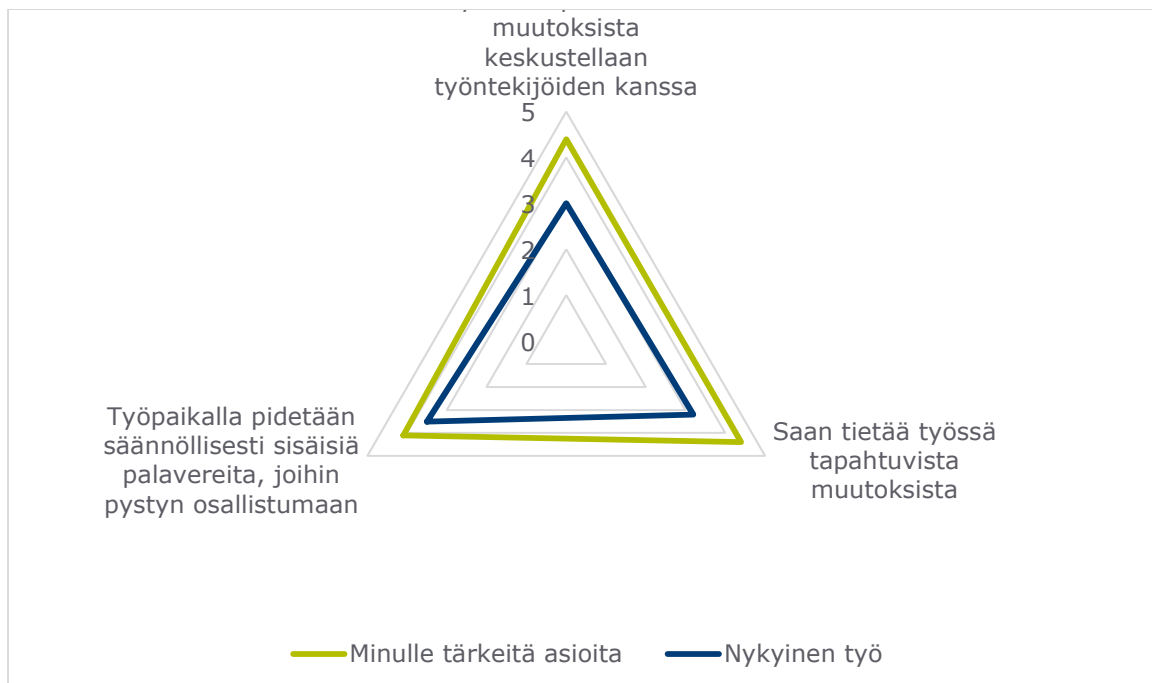 muutoksista
keskustellaan
työntekijöiden kanssa
5
4
3
2
1
0
Työpaikalla pidetään
säännöllisesti sisäisiä
palavereita, joihin
pystyn osallistumaan
Saan tietää työssä
tapahtuvista
muutoksista
Minulle tärkeitä asioita
Nykyinen työ